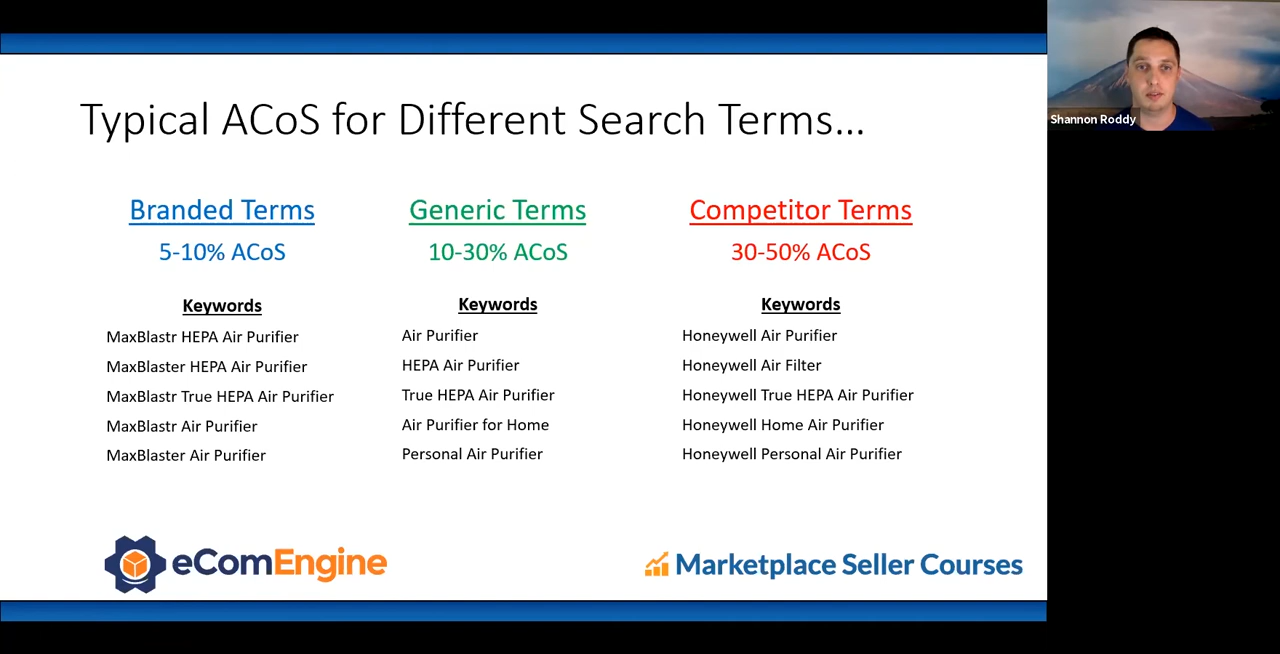 Typical ACoS for Different Search Terms...
Shannon Roddy
Branded Terms
5-10% ACoS
Keywords
MaxBlastr HEPA Air Purifier
MaxBlaster HEPA Air Purifier
MaxBlastr True HEPA Air Purifier
MaxBlastr Air Purifier
MaxBlaster Air Purifier
Generic Terms
10-30% ACoS
Keywords
Air Purifier
HEPA Air Purifier
True HEPA Air Purifier
Air Purifier for Home
Personal Air Purifier
Competitor Terms
30-50% ACoS
Keywords
Honeywell Air Purifier
Honeywell Air Filter
Honeywell True HEPA Air Purifier
Honeywell Home Air Purifier
Honeywell Personal Air Purifier
eComEngine
Marketplace Seller Courses